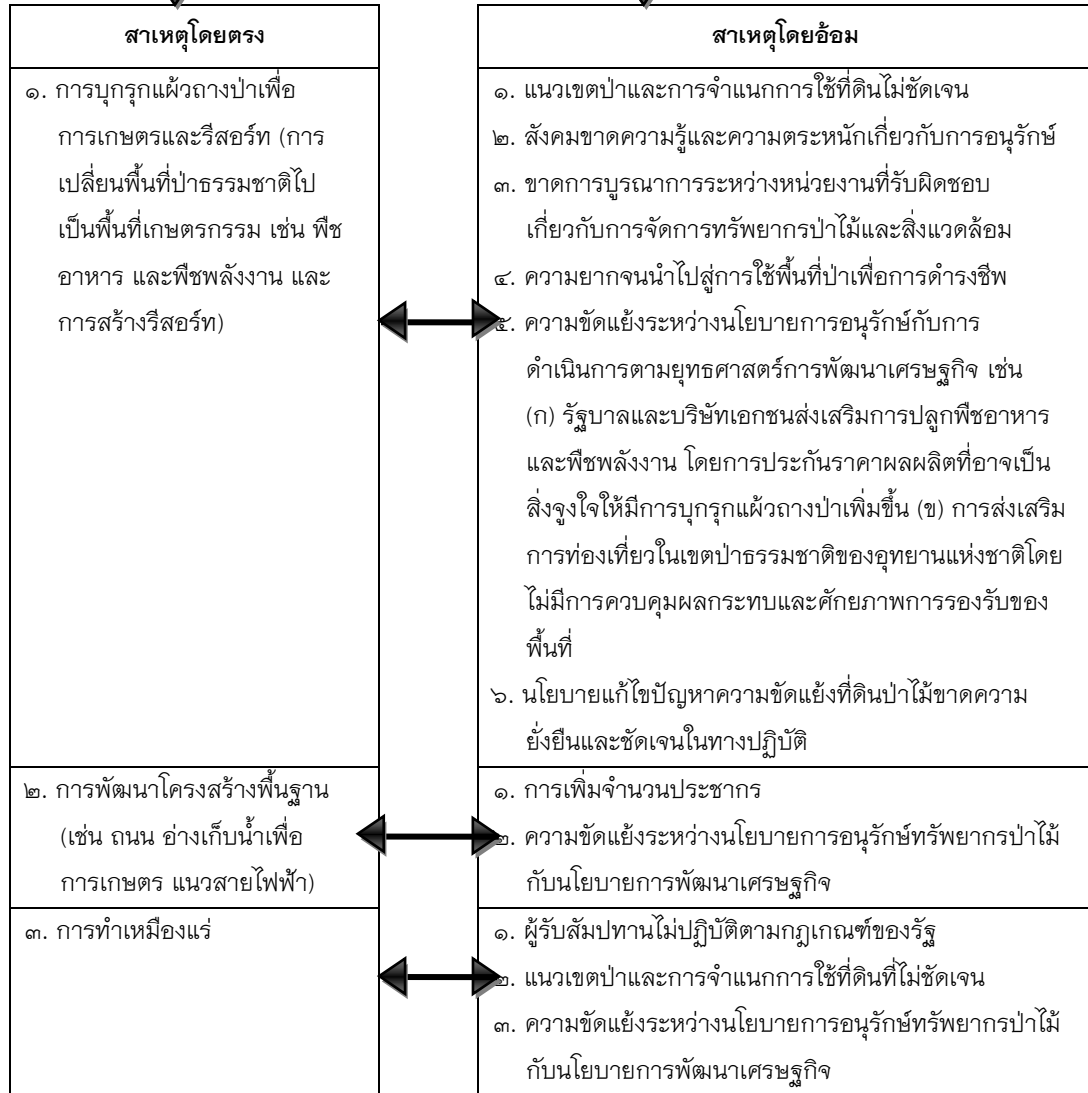 สาเหตุโดยตรง
สาเหตุโดยอ้อม
๑. การบุกรุกแผ้วถางป่าเพื่อ
การเกษตรและรีสอร์ท (การ
เปลี่ยนพื้นที่ป่าธรรมชาติไป
เป็นพื้นที่เกษตรกรรม เช่น พืช
อาหาร และพืชพลังงาน และ
การสร้างรีสอร์ท)
๑. แนวเขตป่าและการจำแนกการใช้ที่ดินไม่ชัดเจน
๒. สังคมขาดความรู้และความตระหนักเกี่ยวกับการอนุรักษ์
๓. ขาดการบูรณาการระหว่างหน่วยงานที่รับผิดชอบ
เกี่ยวกับการจัดการทรัพยากรป่าไม้และสิ่งแวดล้อม
๔. ความยากจนนำไปสู่การใช้พื้นที่ป่าเพื่อการดำรงชีพ
๕. ความขัดแย้งระหว่างนโยบายการอนุรักษ์กับการ
ดำเนินการตามยุทธศาสตร์การพัฒนาเศรษฐกิจ เช่น
(ก) รัฐบาลและบริษัทเอกชนส่งเสริมการปลูกพืชอาหาร
และพืชพลังงาน โดยการประกันราคาผลผลิตที่อาจเป็น
สิ่งจูงใจให้มีการบุกรุกแผ้วถางป่าเพิ่มขึ้น (ข) การส่งเสริม
การท่องเที่ยวในเขตป่าธรรมชาติของอุทยานแห่งชาติโดย
ไม่มีการควบคุมผลกระทบและศักยภาพการรองรับของ
พื้นที่
๖. นโยบายแก้ไขปัญหาความขัดแย้งที่ดินป่าไม้ขาดความ
ยั่งยืนและชัดเจนในทางปฏิบัติ
๒. การพัฒนาโครงสร้างพื้นฐาน
(เช่น ถนน อ่างเก็บน้ำเพื่อ
การเกษตร แนวสายไฟฟ้า)
๑. การเพิ่มจำนวนประชากร
๒. ความขัดแย้งระหว่างนโยบายการอนุรักษ์ทรัพยากรป่าไม้
กับนโยบายการพัฒนาเศรษฐกิจ
๓. การทำเหมืองแร่
๑. ผู้รับสัมปทานไม่ปฏิบัติตามกฎเกณฑ์ของรัฐ
๒. แนวเขตป่าและการจำแนกการใช้ที่ดินที่ไม่ชัดเจน
๓. ความขัดแย้งระหว่างนโยบายการอนุรักษ์ทรัพยากรป่าไม้
กับนโยบายการพัฒนาเศรษฐกิจ